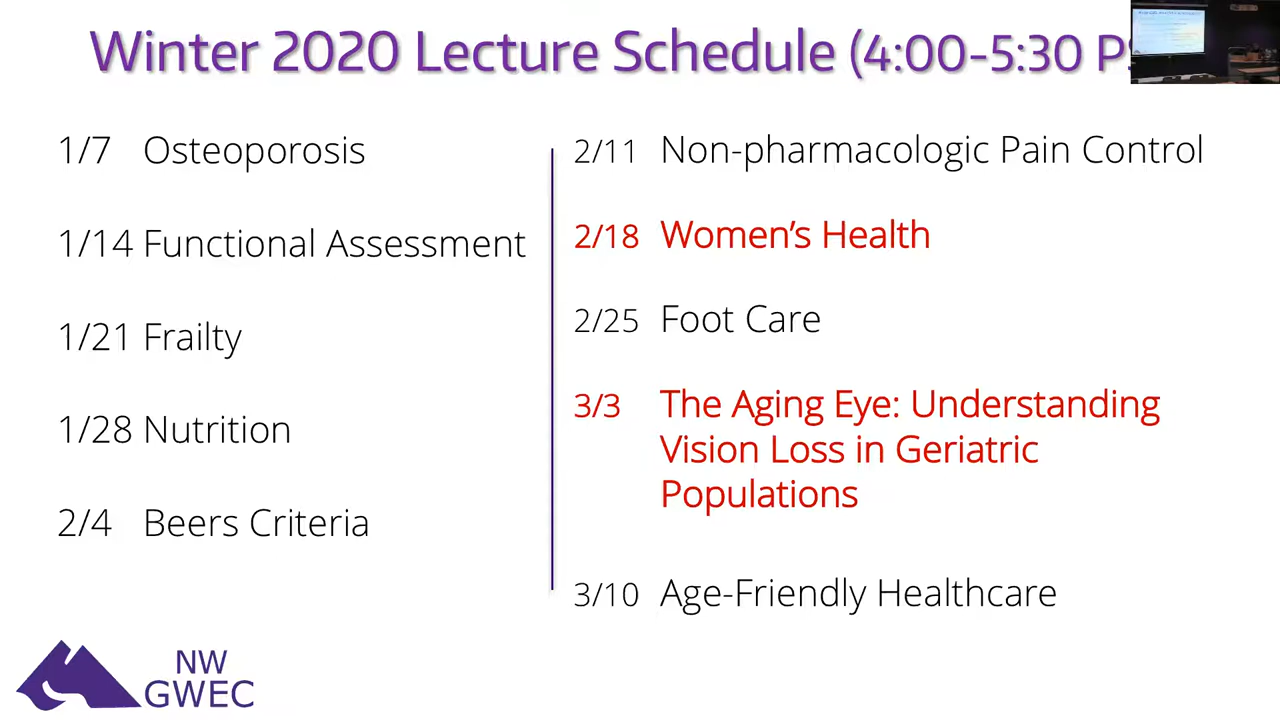 Winter 2020 Lecture Schedule (4:00-5:30
1/7 Osteoporosis
1/14 Functional Assessment
1/21 Frailty
1/28 Nutrition
2/4 Beers Criteria
2/11 Non-pharmacologic Pain Control
2/18 Women’s Health
2/25 Foot Care
3/3 The Aging Eye: Understanding
Vision Loss in Geriatric
Populations
3/10 Age-Friendly Healthcare
NW
GWEC